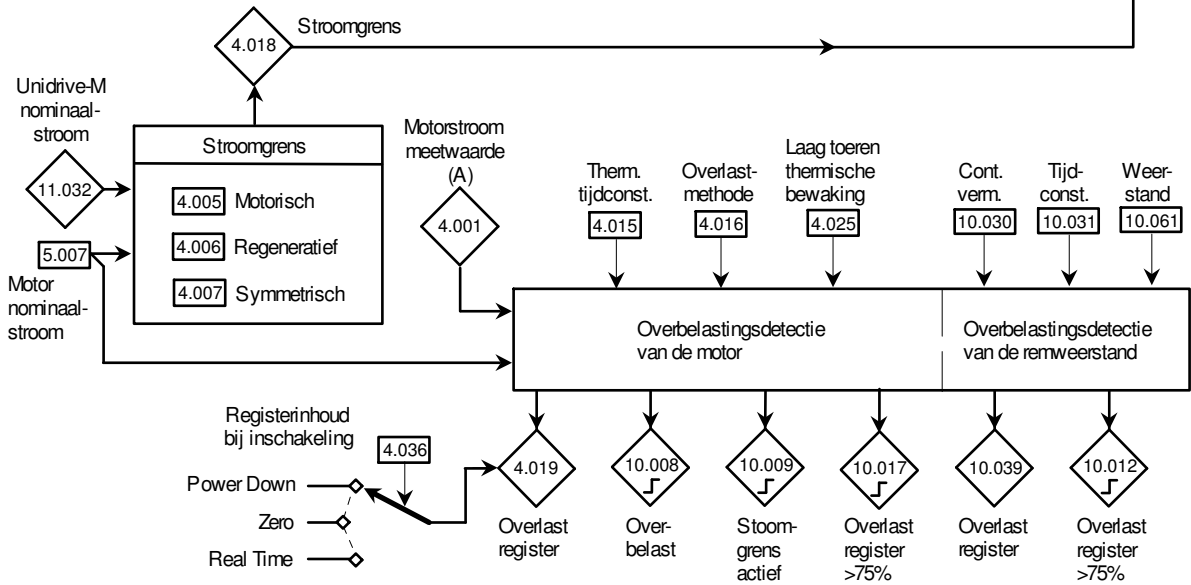 Stroomgrens
4.018
Unidrive-M
nominaal-
stroom
11.032
5.007
Motor
nominaal-
stroom
Stroomgrens
4.005 Motorisch
4.006 Regeneratief
4.007 Symmetrisch
Motorstroom
meetwaarde
(A)
4.001
Therm.
tijdconst.
4.015
Overlast-
methode
4.016
Laag toeren
thermische
bewaking
4.025
Cont.
verm.
10.030
Tijd-
const.
10.031
Weer-
stand
10.061
Overbelastingsdetectie
van de motor
Overbelastingsdetectie
van de remweerstand
Registerinhoud
bij inschakeling
4.036
Power Down
Zero
Real Time
4.019
Overlast
register
10.008
Over-
belast
10.009
Stoom-
grens
actief
10.017
Overlast
register
>75%
10.039
Overlast
register
10.012
Overlast
register
>75%